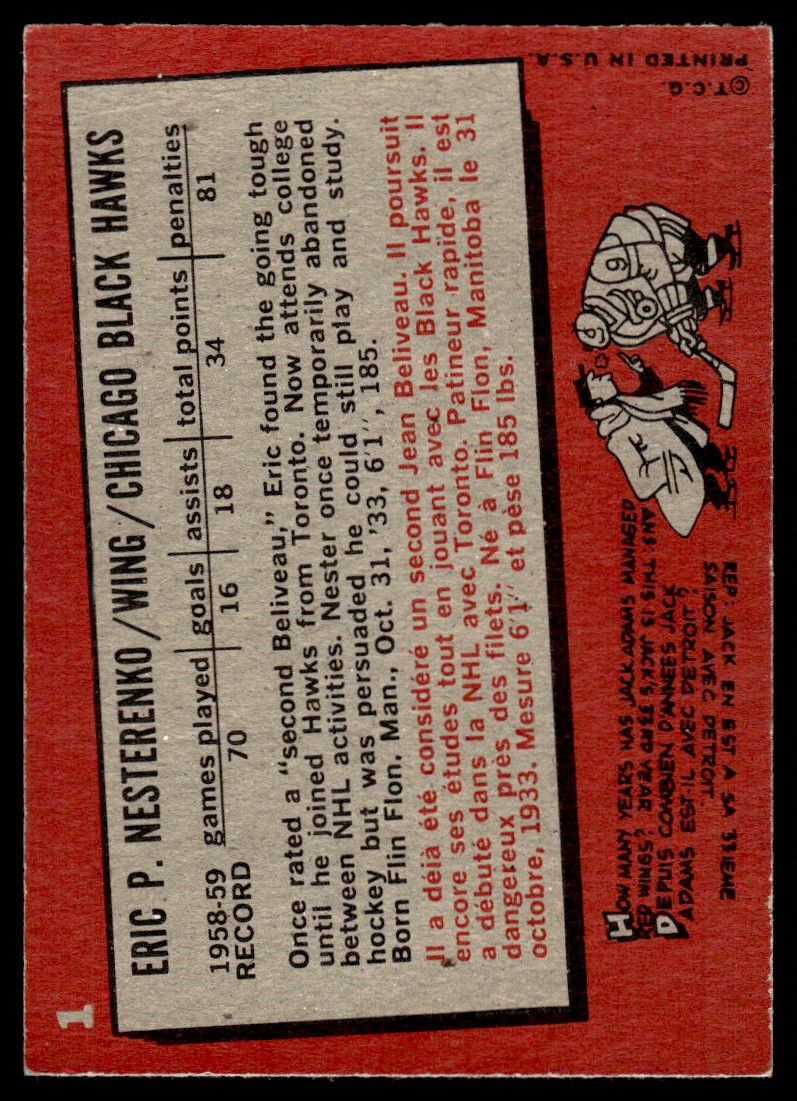 1
ERIC P. NESTERENKO/WING/CHICAGO BLACK HAWKS
1958-59 games played goals assists total points penalties
RECORD 70 16 18 34 81
Once rated a "second Beliveau," Eric found the going tough
until he joined Hawks from Toronto. Now attends college
between NHL activities. Nester once temporarily abandoned
hockey but was persuaded he could still play and study.
Born Flin Flon. Man., Oct. 31, '33, 6'1", 185.
Il a déjà été considéré un second Jean Beliveau. Il poursuit
encore ses études tout en jouant avec les Black Hawks. Il
a débuté dans la NHL avec Toronto. Patineur rapide, il est
dangereux près des filets. Né à Flin Flon, Manitoba le 31
octobre, 1933. Mesure 6'1" et pèse 185 lbs.
HOW MANY YEARS HAS JACK ADAMS MANAGED
RED WINGS?
DEPUIS COMBIEN D'ANNEES JACK
ADAMS EST-IL AVEC DETROIT?
ANS: THIS IS JACK'S 33RD YEAR
REP: JACK EN EST A SA 33IEME
SAISON AVEC DETROIT.
9
© T.C.G.
PRINTED IN U.S.A.